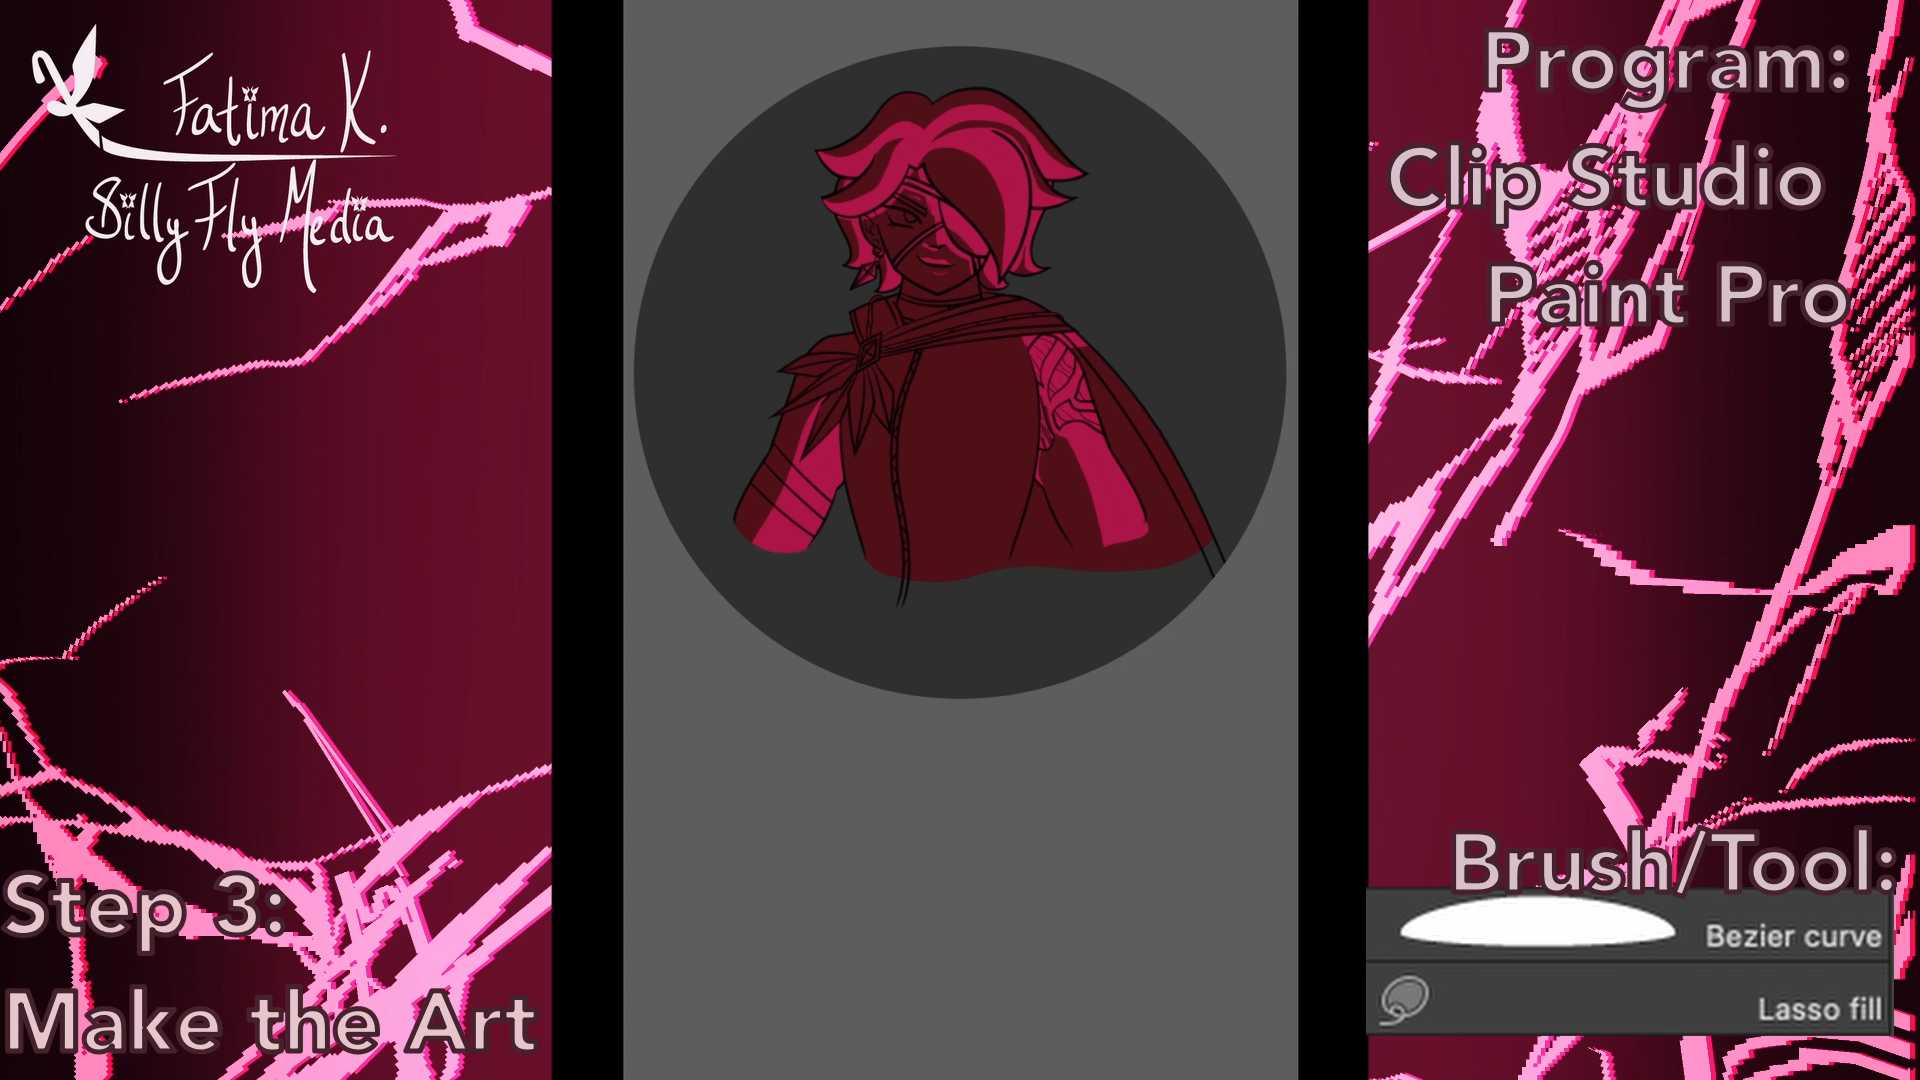 Fatima K.
Silly Fly Media
Program:
Clip Studio
Paint Pro
Step 3:
Make the Art
Brush/Tool:
Bezier curve
Lasso fill